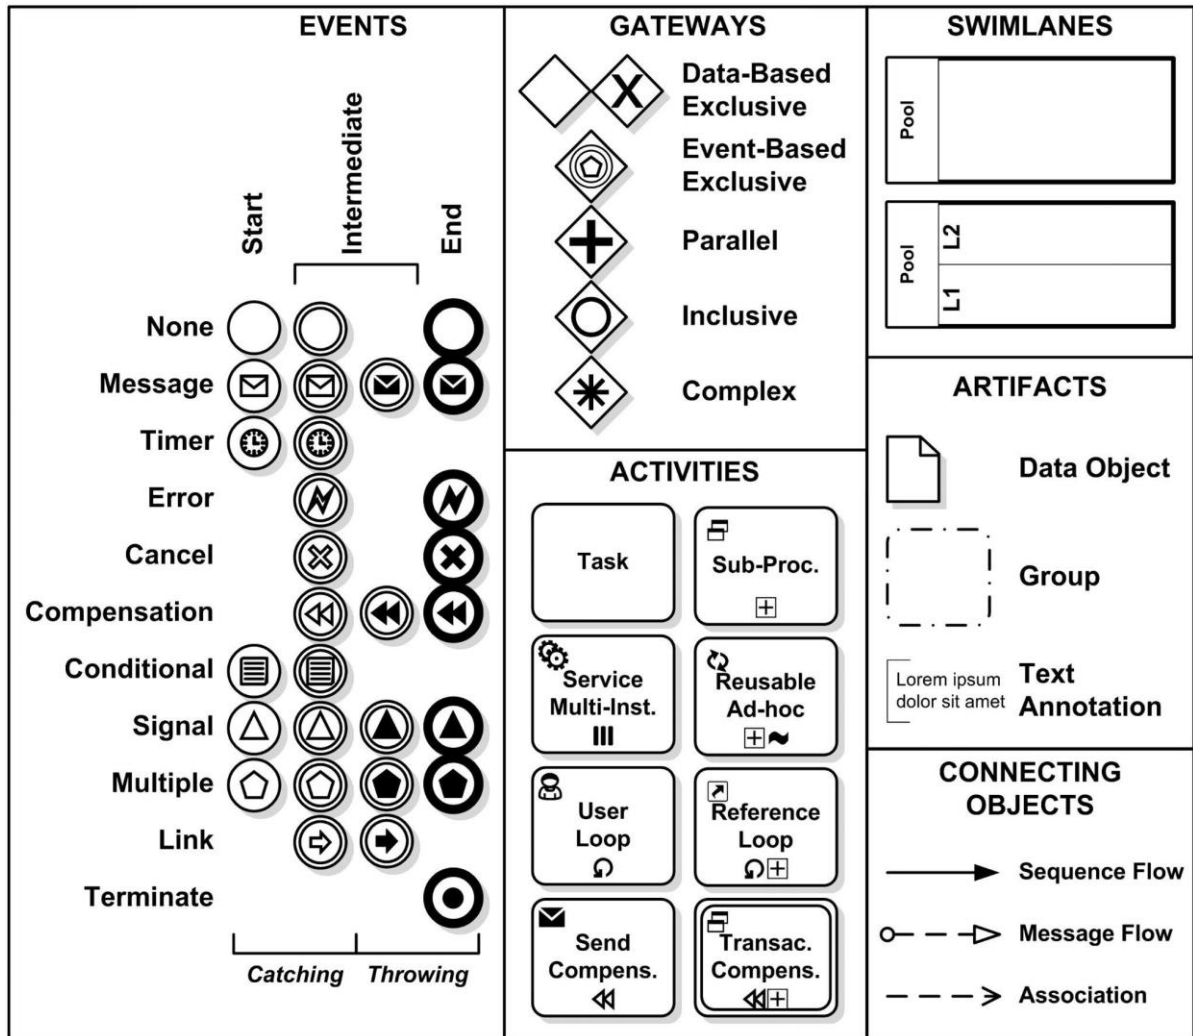 EVENTS
Start
Intermediate
End
None
Message
Timer
Error
Cancel
Compensation
Conditional
Signal
Multiple
Link
Terminate
Catching
Throwing
GATEWAYS
X
Data-Based
Exclusive
Event-Based
Exclusive
Parallel
Inclusive
Complex
ACTIVITIES
Task
Sub-Proc.
Service
Multi-Inst.
Reusable
Ad-hoc
User
Loop
Reference
Loop
Send
Compens.
Transac.
Compens.
SWIMLANES
Pool
Pool
L2
L1
ARTIFACTS
Data Object
Group
Lorem ipsum
dolor sit amet
Text
Annotation
CONNECTING
OBJECTS
Sequence Flow
Message Flow
Association